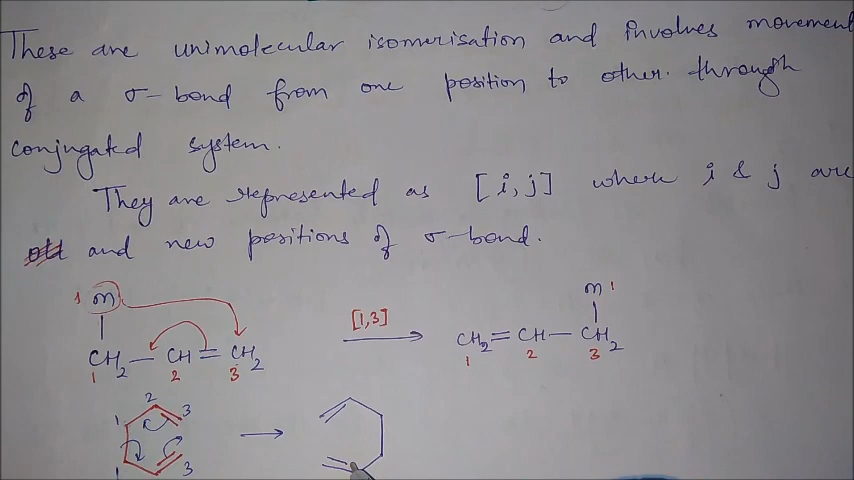 These are unimolecular isomerisation and involves movement
of a σ-bond from one position to other. through
conjugated system.
They are represented as [i,j] where i & j are
and new positions of σ-bond.
1 m
CH2 — CH = CH2
1 2 3
[1,3]
m 1
CH2 = CH — CH2
1 2 3
2
1 3
1 3